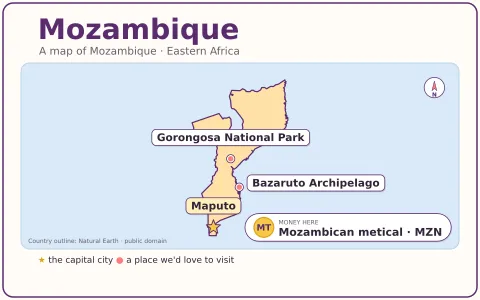 Mozambique
A map of Mozambique · Eastern Africa
N
Gorongosa National Park
Bazaruto Archipelago
Maputo
MT
MONEY HERE
Mozambican metical · MZN
Country outline: Natural Earth · public domain
★ the capital city ● a place we'd love to visit